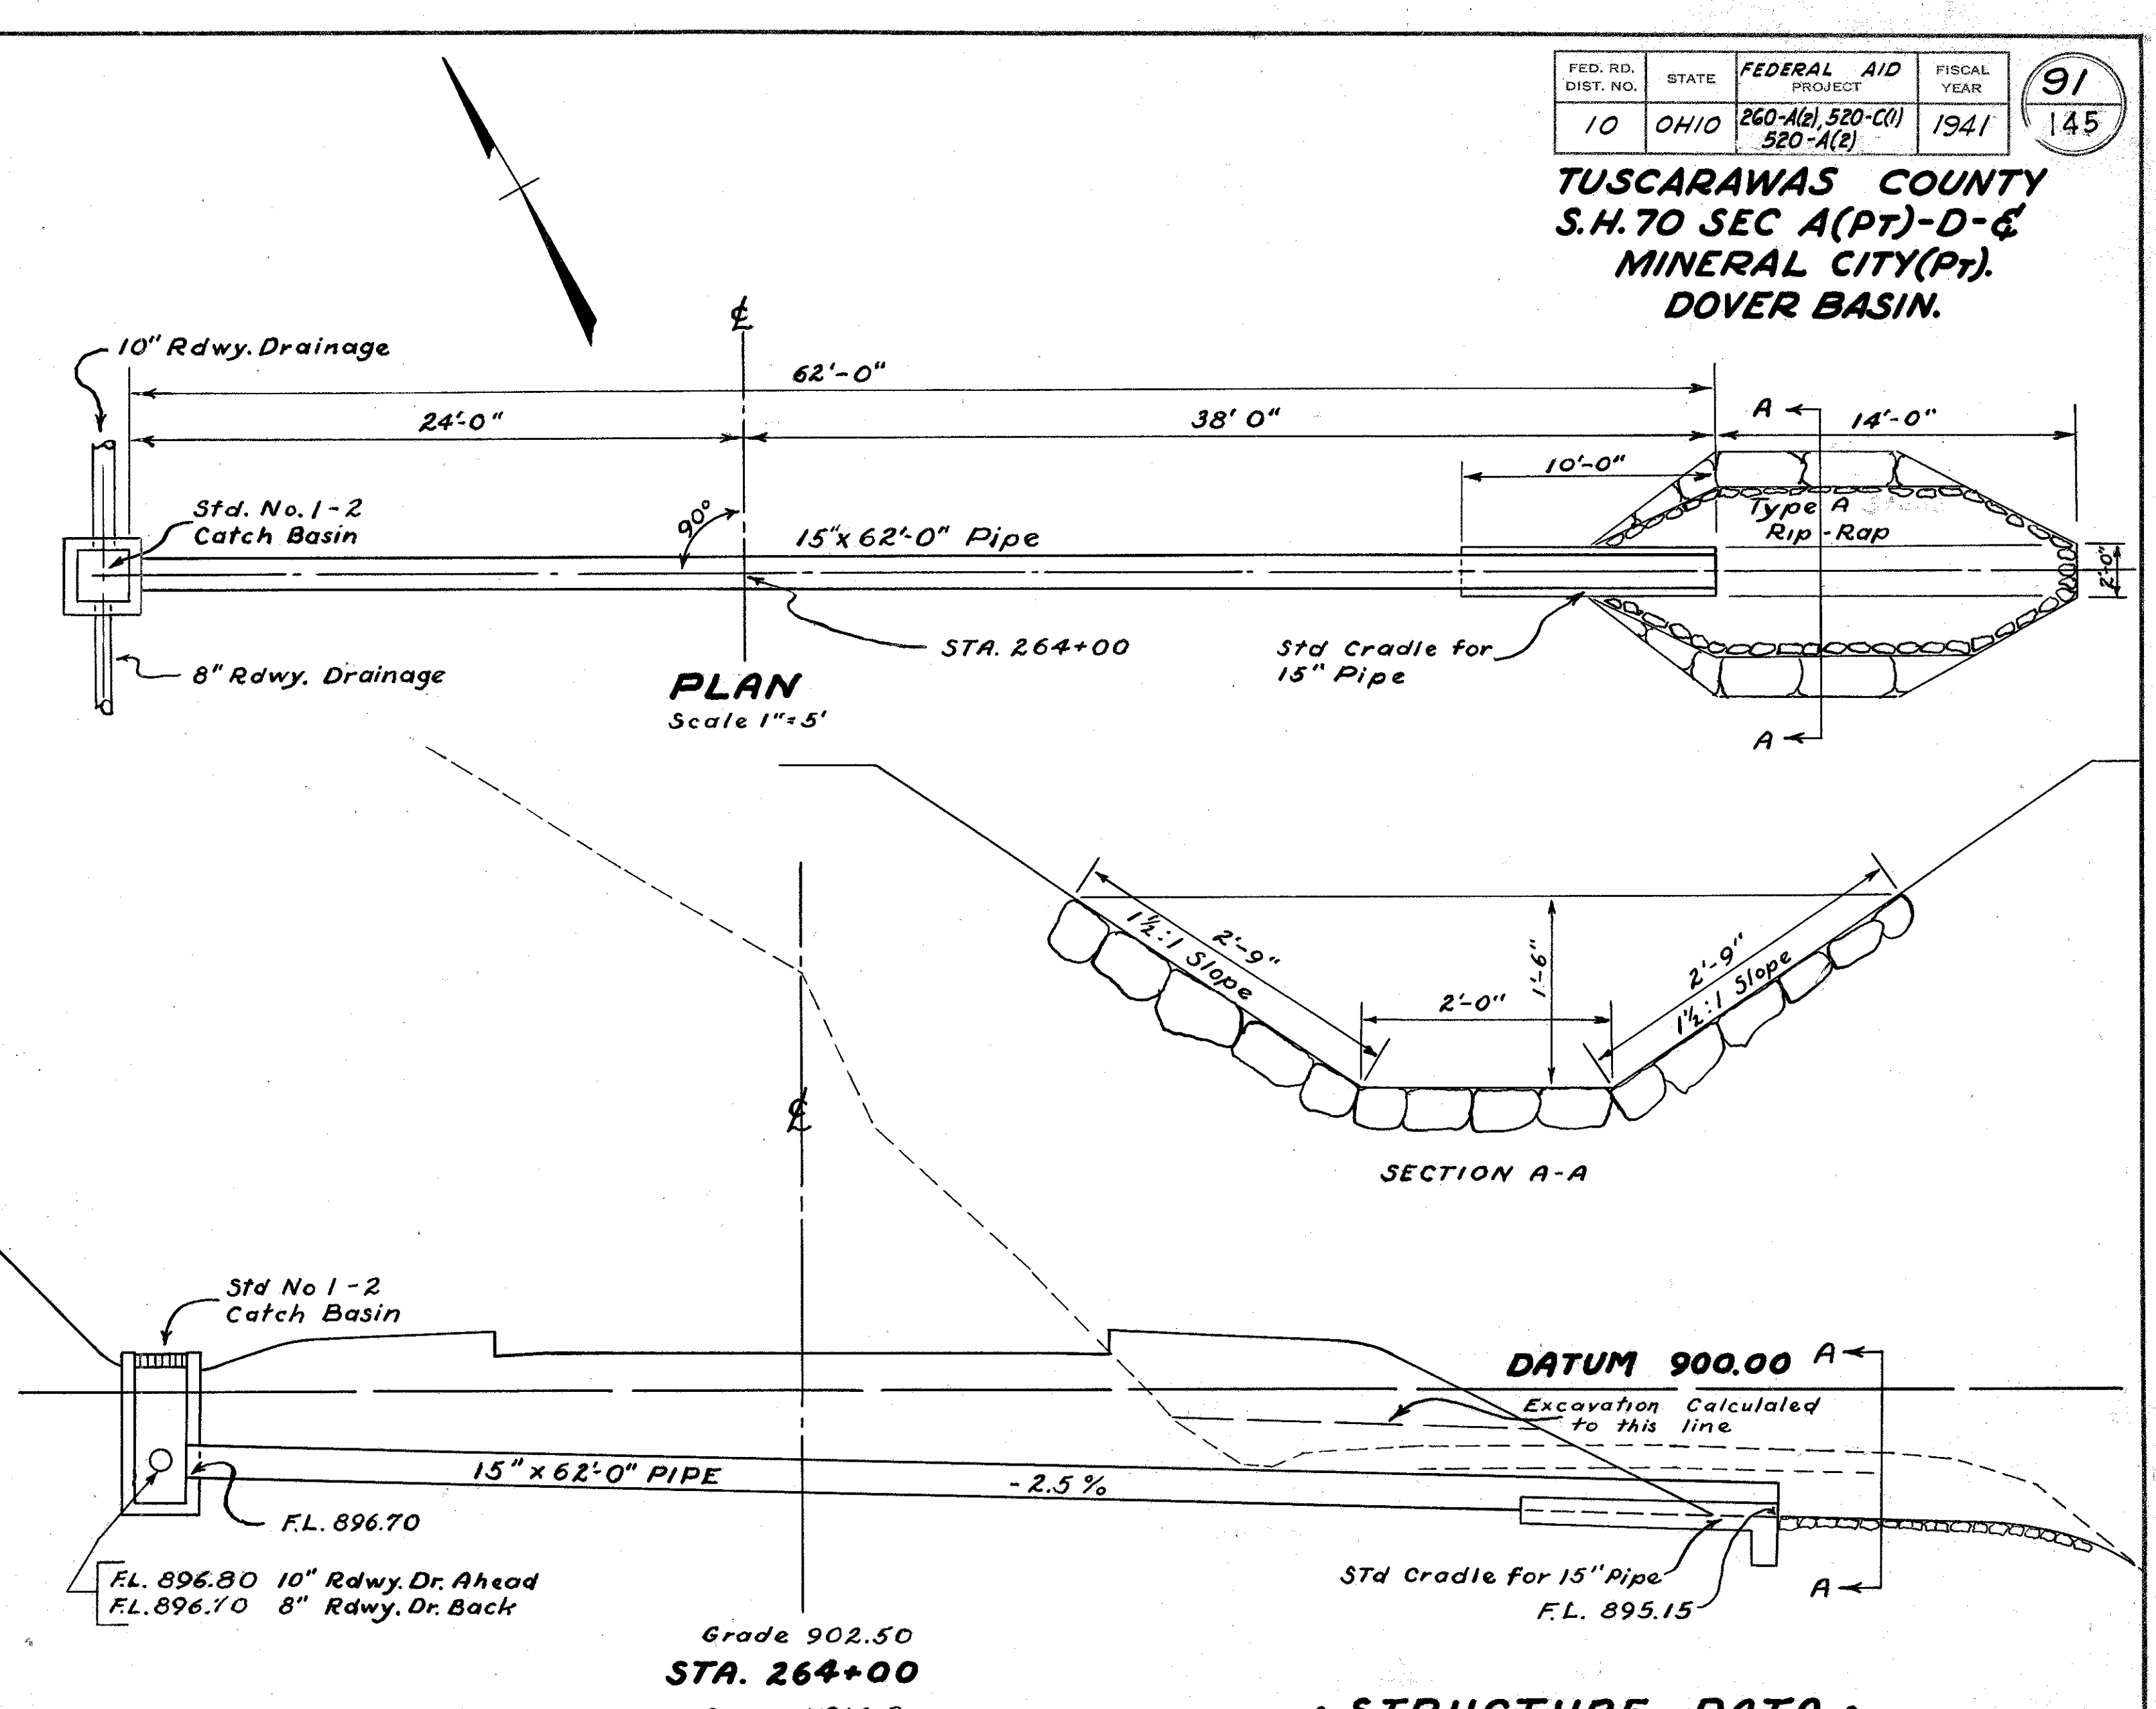 FED. RD. DIST. NO.
STATE
FEDERAL AID PROJECT
FISCAL YEAR
10
OHIO
260-A(2), 520-C(1)
520-A(2)
1941
91
145
TUSCARAWAS COUNTY
S.H. 70 SEC A(PT)-D-&
MINERAL CITY(PT).
DOVER BASIN.
℄
10" Rdwy. Drainage
62'-0"
24'-0"
38' 0"
A
14'-0"
10'-0"
Std. No. 1-2
Catch Basin
90°
15"x 62'-0" Pipe
Type A
Rip-Rap
2'-0"
STA. 264+00
Std Cradle for
15" Pipe
8" Rdwy. Drainage
PLAN
Scale 1"=5'
A
2'-9"
1½:1 Slope
1'-6"
2'-0"
2'-9"
1½:1 Slope
℄
SECTION A-A
Std No 1-2
Catch Basin
DATUM 900.00
A
Excavation Calculated
to this line
15" x 62'-0" PIPE
-2.5%
F.L. 896.70
STd Cradle for 15" Pipe
A
F.L. 896.80 10" Rdwy. Dr. Ahead
8" Rdwy. Dr. Back
F.L. 895.15
Grade 902.50
STA. 264+00
STRUCTURE DATA